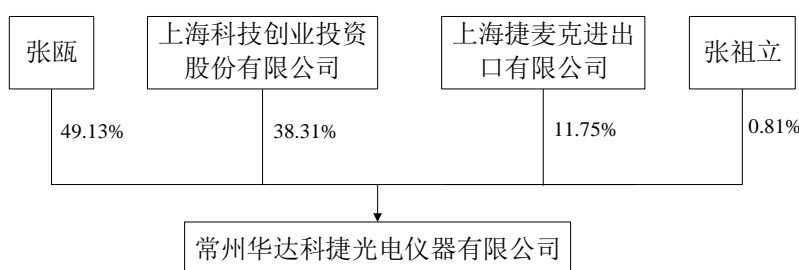 张瓯
上海科技创业投资
股份有限公司
上海捷麦克进出
口有限公司
张祖立
49.13%
38.31%
11.75%
0.81%
常州华达科捷光电仪器有限公司